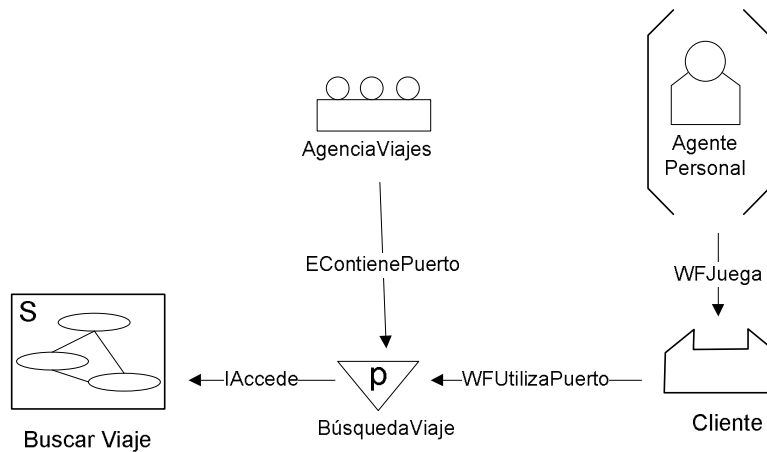 Agente
Personal
AgenciaViajes
EContienePuerto
WFJuega
S
p
IAccede
WFUtilizaPuerto
BúsquedaViaje
Cliente
Buscar Viaje